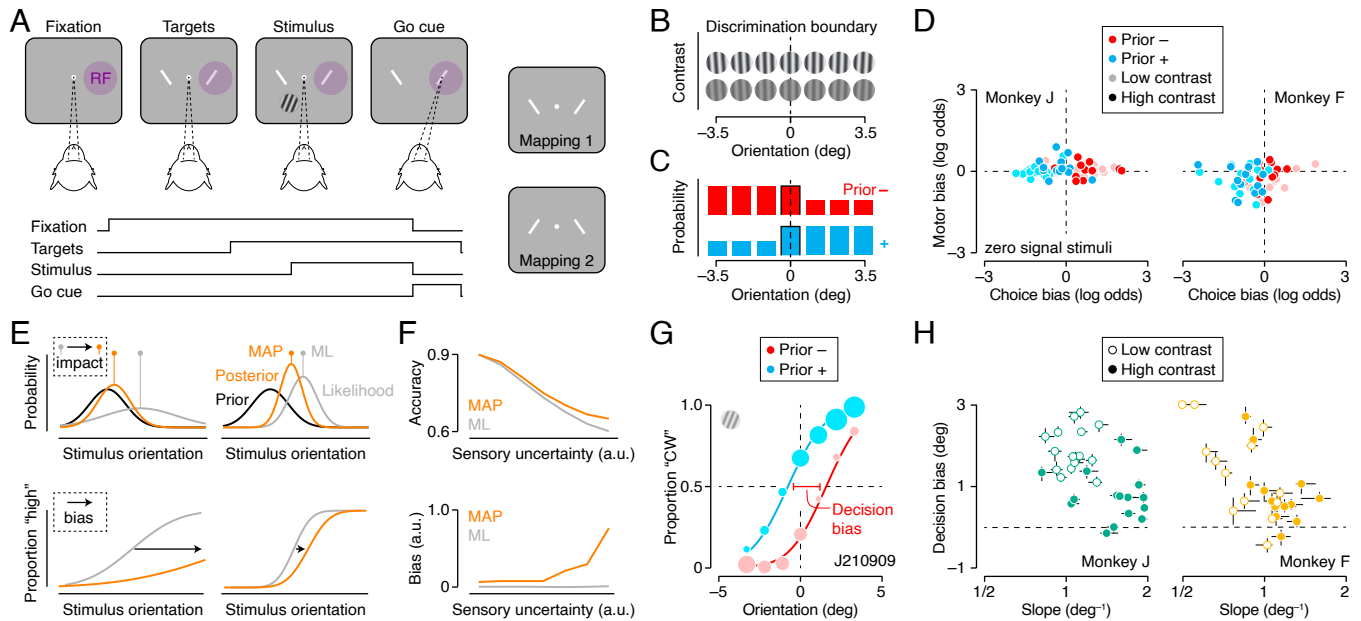 A
Fixation
Targets
Stimulus
Go cue
RF
Mapping 1
Mapping 2
Fixation
Targets
Stimulus
Go cue
B
Discrimination boundary
Contrast
–3.5
0
3.5
Orientation (deg)
C
Prior –
+
Probability
–3.5
0
3.5
Orientation (deg)
D
Prior –
Prior +
Low contrast
High contrast
Monkey J
Monkey F
Motor bias (log odds)
3
0
–3
zero signal stimuli
–3
0
3
–3
0
3
Choice bias (log odds)
Choice bias (log odds)
E
impact
MAP
ML
Posterior
Likelihood
Prior
Probability
Stimulus orientation
Stimulus orientation
bias
Proportion “high”
Stimulus orientation
Stimulus orientation
F
Accuracy
0.9
0.6
MAP
ML
Sensory uncertainty (a.u.)
Bias (a.u.)
1
0
MAP
ML
Sensory uncertainty (a.u.)
G
Prior –
Prior +
Proportion “CW”
1.0
0.5
0
Decision
bias
J210909
–5
0
5
Orientation (deg)
H
Low contrast
High contrast
Decision bias (deg)
3
1
0
–1
Monkey J
Monkey F
1/2
1
2
1/2
1
2
Slope (deg⁻¹)
Slope (deg⁻¹)